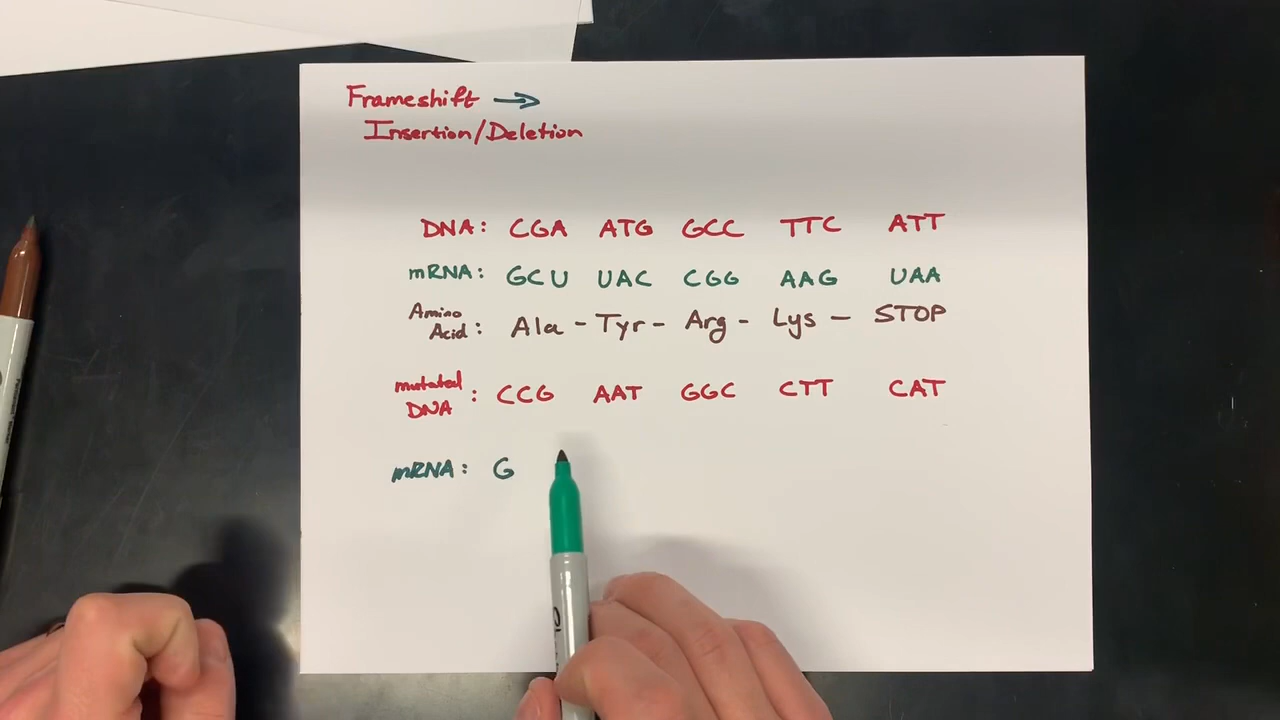 Frameshift →
Insertion/Deletion
DNA: CGA ATG GCC TTC ATT
mRNA: GCU UAC CGG AAG UAA
Amino
Acid: Ala - Tyr - Arg - Lys - STOP
mutated
DNA : CCG AAT GGC CTT CAT
mRNA: G